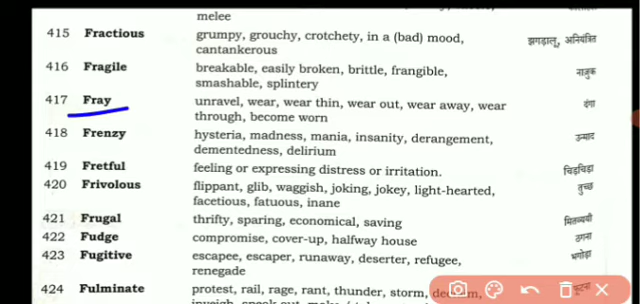 melee
415 Fractious grumpy, grouchy, crotchety, in a (bad) mood, झगड़ालू, अनियंत्रित
cantankerous
416 Fragile breakable, easily broken, brittle, frangible, नाजुक
smashable, splintery
417 Fray unravel, wear, wear thin, wear out, wear away, wear दंगा
through, become worn
418 Frenzy hysteria, madness, mania, insanity, derangement, उन्माद
dementedness, delirium
419 Fretful feeling or expressing distress or irritation. चिड़चिड़ा
420 Frivolous flippant, glib, waggish, joking, jokey, light-hearted, तुच्छ
facetious, fatuous, inane
421 Frugal thrifty, sparing, economical, saving मितव्ययी
422 Fudge compromise, cover-up, halfway house ठगना
423 Fugitive escapee, escaper, runaway, deserter, refugee, भगोड़ा
renegade
424 Fulminate protest, rail, rage, rant, thunder, storm,